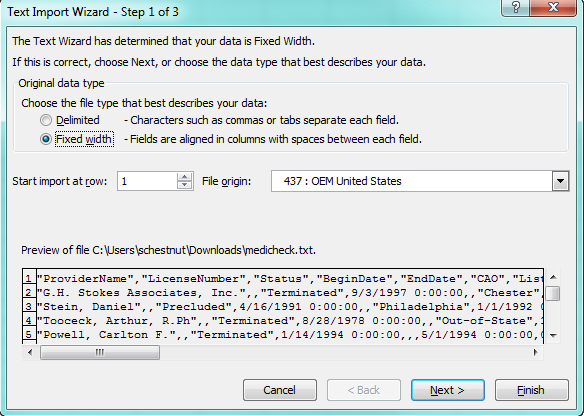 Text Import Wizard - Step 1 of 3
The Text Wizard has determined that your data is Fixed Width.
If this is correct, choose Next, or choose the data type that best describes your data.
Original data type
Choose the file type that best describes your data:
Delimited - Characters such as commas or tabs separate each field.
Fixed width - Fields are aligned in columns with spaces between each field.
Start import at row: 1 File origin: 437 : OEM United States
Preview of file C:\Users\schestnut\Downloads\medicheck.txt.
1 "ProviderName","LicenseNumber","Status","BeginDate","EndDate","CAO","List
2 "G.H. Stokes Associates, Inc.",,"Terminated",9/3/1997 0:00:00,,"Chester",
3 "Stein, Daniel",,"Precluded",4/16/1991 0:00:00,,"Philadelphia",1/1/1992 0
4 "Tooceck, Arthur, R.Ph",,"Terminated",8/28/1978 0:00:00,,"Out-of-State",1
5 "Powell, Carlton F.",,"Terminated",1/14/1994 0:00:00,,,5/1/1994 0:00:00,0
Cancel < Back Next > Finish